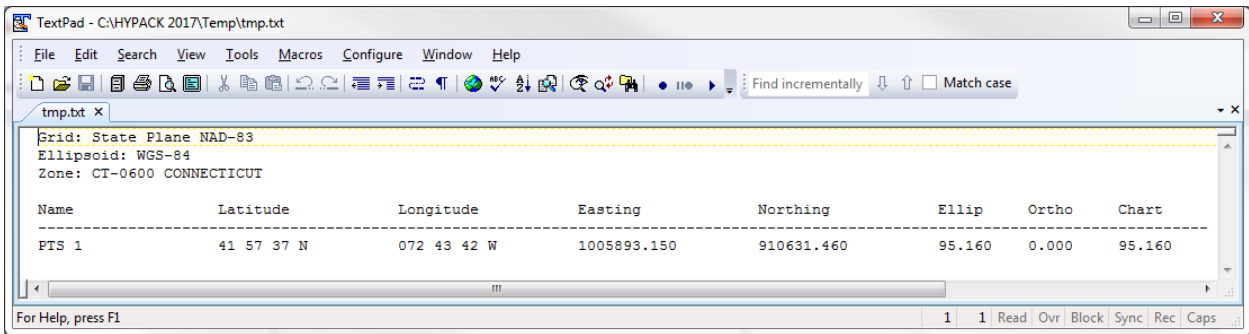 TextPad - C:\HYPACK 2017\Temp\tmp.txt
File Edit Search View Tools Macros Configure Window Help
Find incrementally Match case
tmp.txt
Grid: State Plane NAD-83
Ellipsoid: WGS-84
Zone: CT-0600 CONNECTICUT
Name Latitude Longitude Easting Northing Ellip Ortho Chart
PTS 1 41 57 37 N 072 43 42 W 1005893.150 910631.460 95.160 0.000 95.160
For Help, press F1 1 1 Read Ovr Block Sync Rec Caps